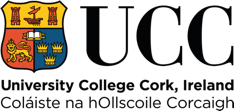 UCC
University College Cork, Ireland
Coláiste na hOllscoile Corcaigh